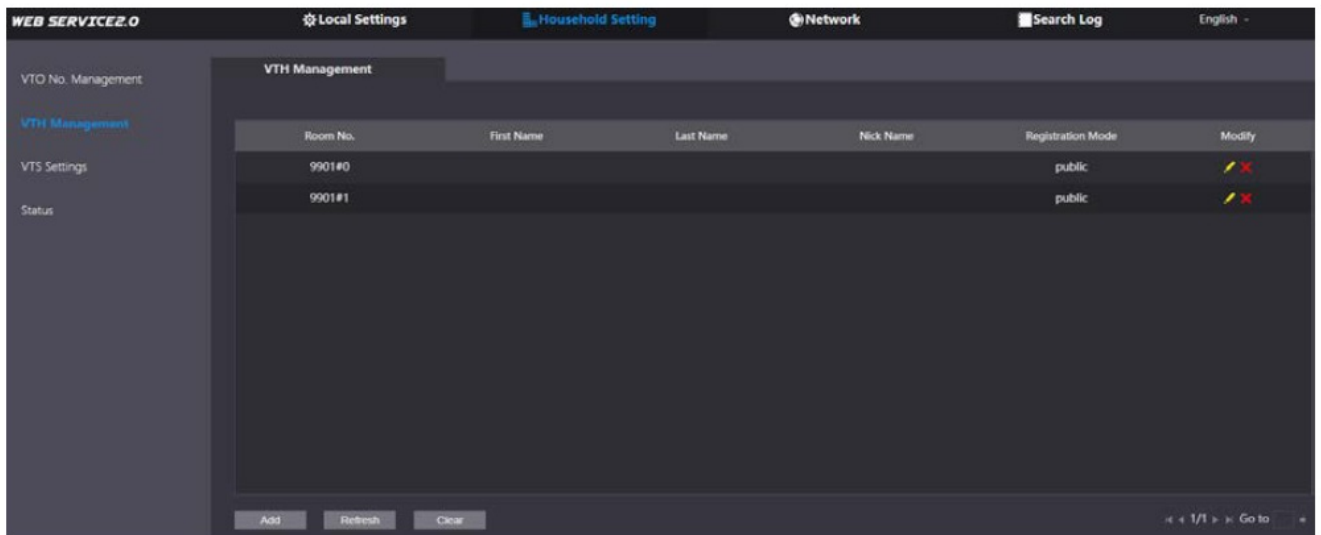 WEB SERVICE2.0 Local Settings Household Setting Network Search Log English
VTO No. Management
VTH Management
VTS Settings
Status
VTH Management
Room No. First Name Last Name Nick Name Registration Mode Modify
9901#0 public
9901#1 public
Add Refresh Clear 1/1 Go to